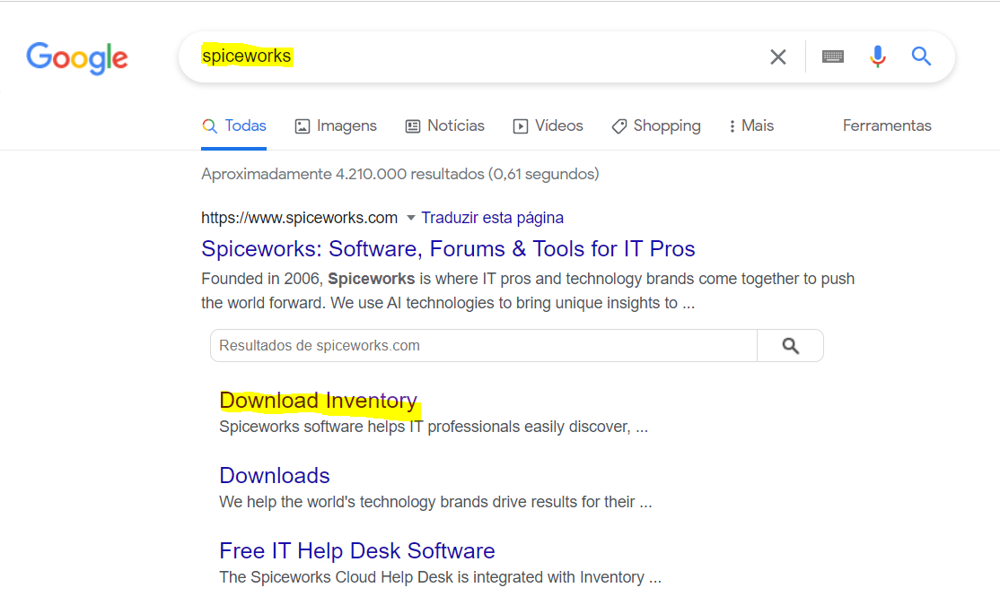 Google
spiceworks
Todas Imagens Notícias Vídeos Shopping Mais Ferramentas
Aproximadamente 4.210.000 resultados (0,61 segundos)
https://www.spiceworks.com Traduzir esta página
Spiceworks: Software, Forums & Tools for IT Pros
Founded in 2006, Spiceworks is where IT pros and technology brands come together to push
the world forward. We use AI technologies to bring unique insights to ...
Resultados de spiceworks.com
Download Inventory
Spiceworks software helps IT professionals easily discover, ...
Downloads
We help the world's technology brands drive results for their ...
Free IT Help Desk Software
The Spiceworks Cloud Help Desk is integrated with Inventory ...